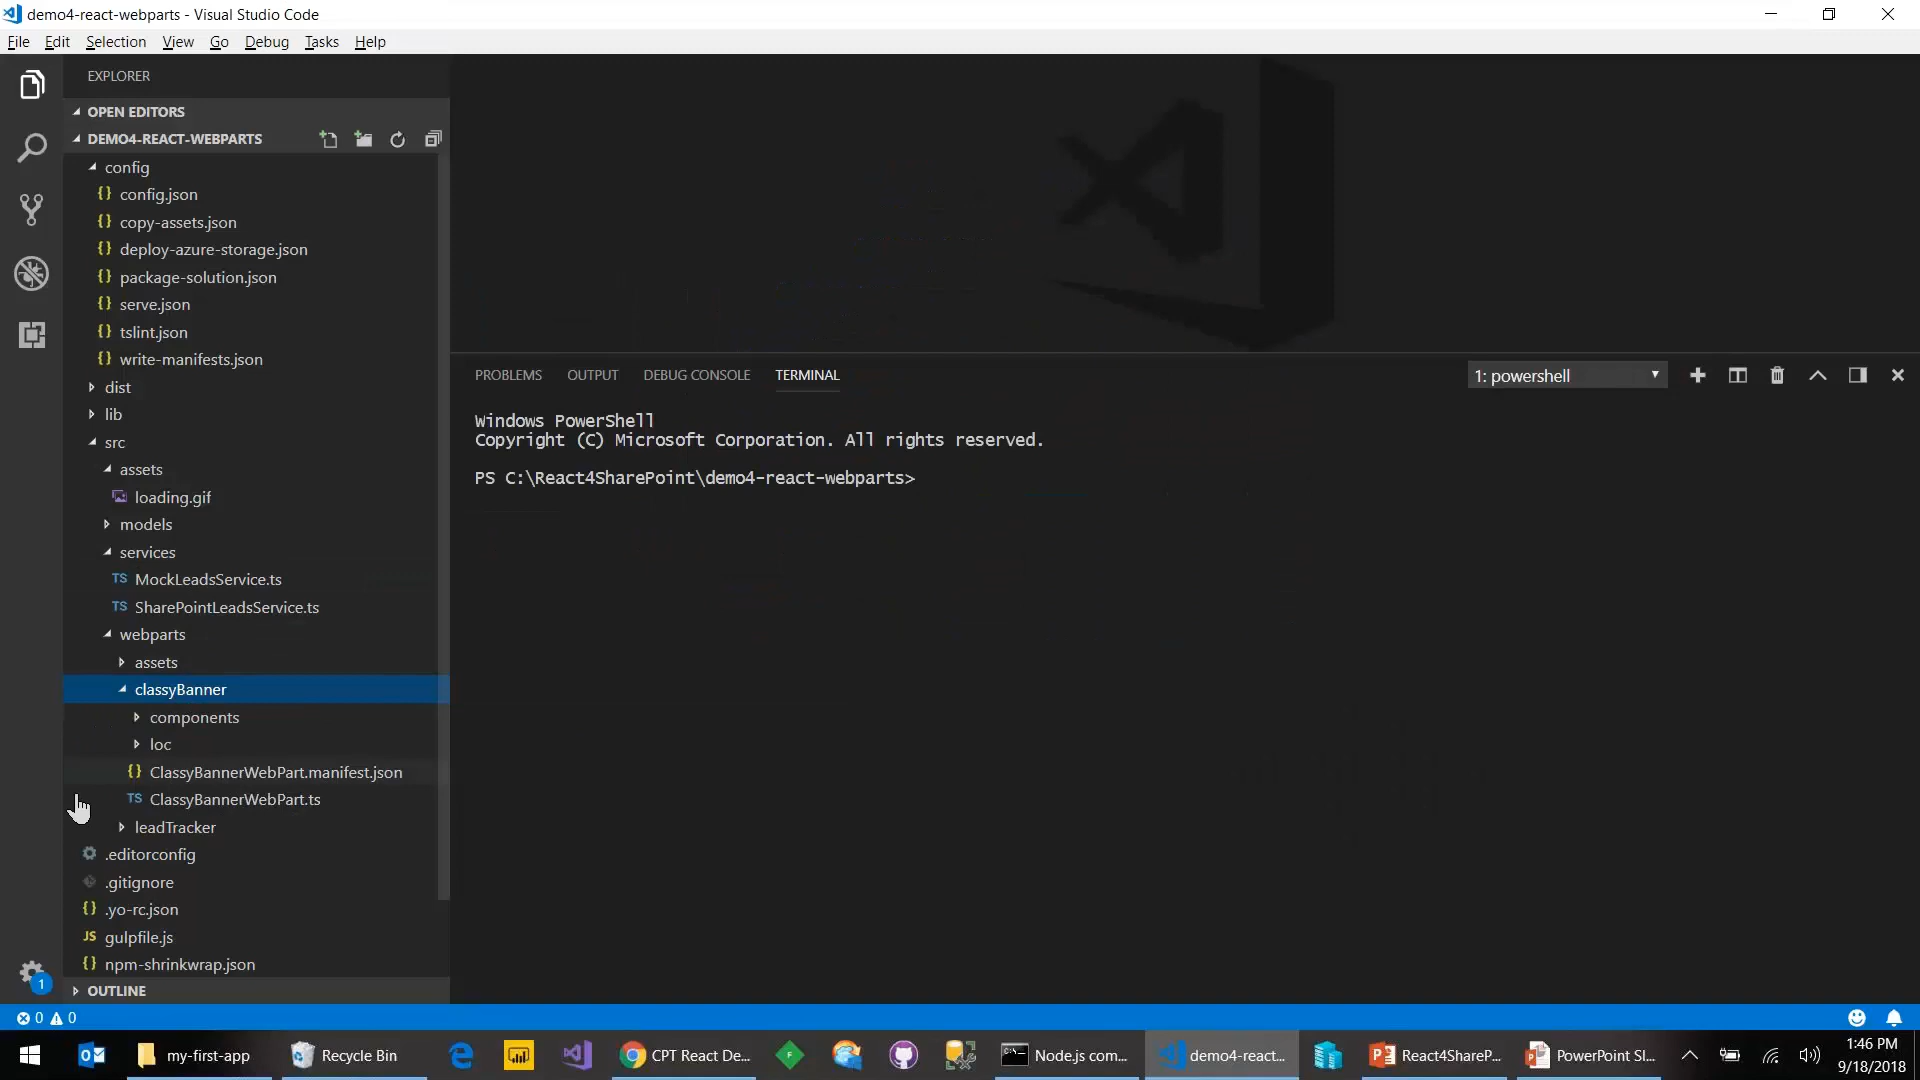 demo4-react-webparts - Visual Studio Code
File Edit Selection View Go Debug Tasks Help
EXPLORER
OPEN EDITORS
DEMO4-REACT-WEBPARTS
config
{} config.json
{} copy-assets.json
{} deploy-azure-storage.json
{} package-solution.json
{} serve.json
{} tslint.json
{} write-manifests.json
dist
lib
src
assets
loading.gif
models
services
TS MockLeadsService.ts
TS SharePointLeadsService.ts
webparts
assets
classyBanner
components
loc
{} ClassyBannerWebPart.manifest.json
TS ClassyBannerWebPart.ts
leadTracker
.editorconfig
.gitignore
{} .yo-rc.json
JS gulpfile.js
{} npm-shrinkwrap.json
OUTLINE
1
PROBLEMS OUTPUT DEBUG CONSOLE TERMINAL 1: powershell
Windows PowerShell
Copyright (C) Microsoft Corporation. All rights reserved.
PS C:\React4SharePoint\demo4-react-webparts>
0 0
my-first-app Recycle Bin CPT React De... F Node.js com... demo4-react... React4ShareP... PowerPoint Sl...
1:46 PM
9/18/2018